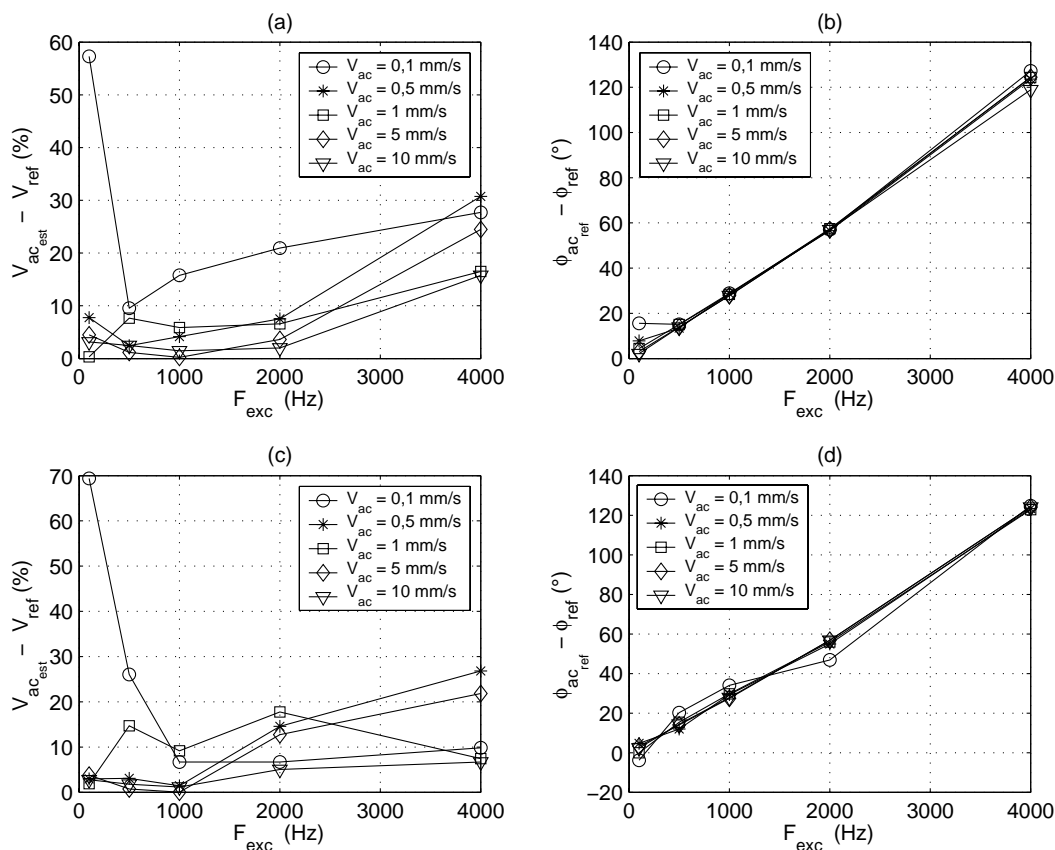 (a)
60
50
40
30
20
10
0
0
1000
2000
3000
4000
V_ac_est − V_ref (%)
F_exc (Hz)
V_ac = 0,1 mm/s
V_ac = 0,5 mm/s
V_ac = 1 mm/s
V_ac = 5 mm/s
V_ac = 10 mm/s
(b)
140
120
100
80
60
40
20
0
0
1000
2000
3000
4000
ϕ_ac_ref − ϕ_ref (°)
F_exc (Hz)
V_ac = 0,1 mm/s
V_ac = 0,5 mm/s
V_ac = 1 mm/s
V_ac = 5 mm/s
V_ac = 10 mm/s
(c)
70
60
50
40
30
20
10
0
0
1000
2000
3000
4000
V_ac_est − V_ref (%)
F_exc (Hz)
V_ac = 0,1 mm/s
V_ac = 0,5 mm/s
V_ac = 1 mm/s
V_ac = 5 mm/s
V_ac = 10 mm/s
(d)
140
120
100
80
60
40
20
0
−20
0
1000
2000
3000
4000
ϕ_ac_ref − ϕ_ref (°)
F_exc (Hz)
V_ac = 0,1 mm/s
V_ac = 0,5 mm/s
V_ac = 1 mm/s
V_ac = 5 mm/s
V_ac = 10 mm/s